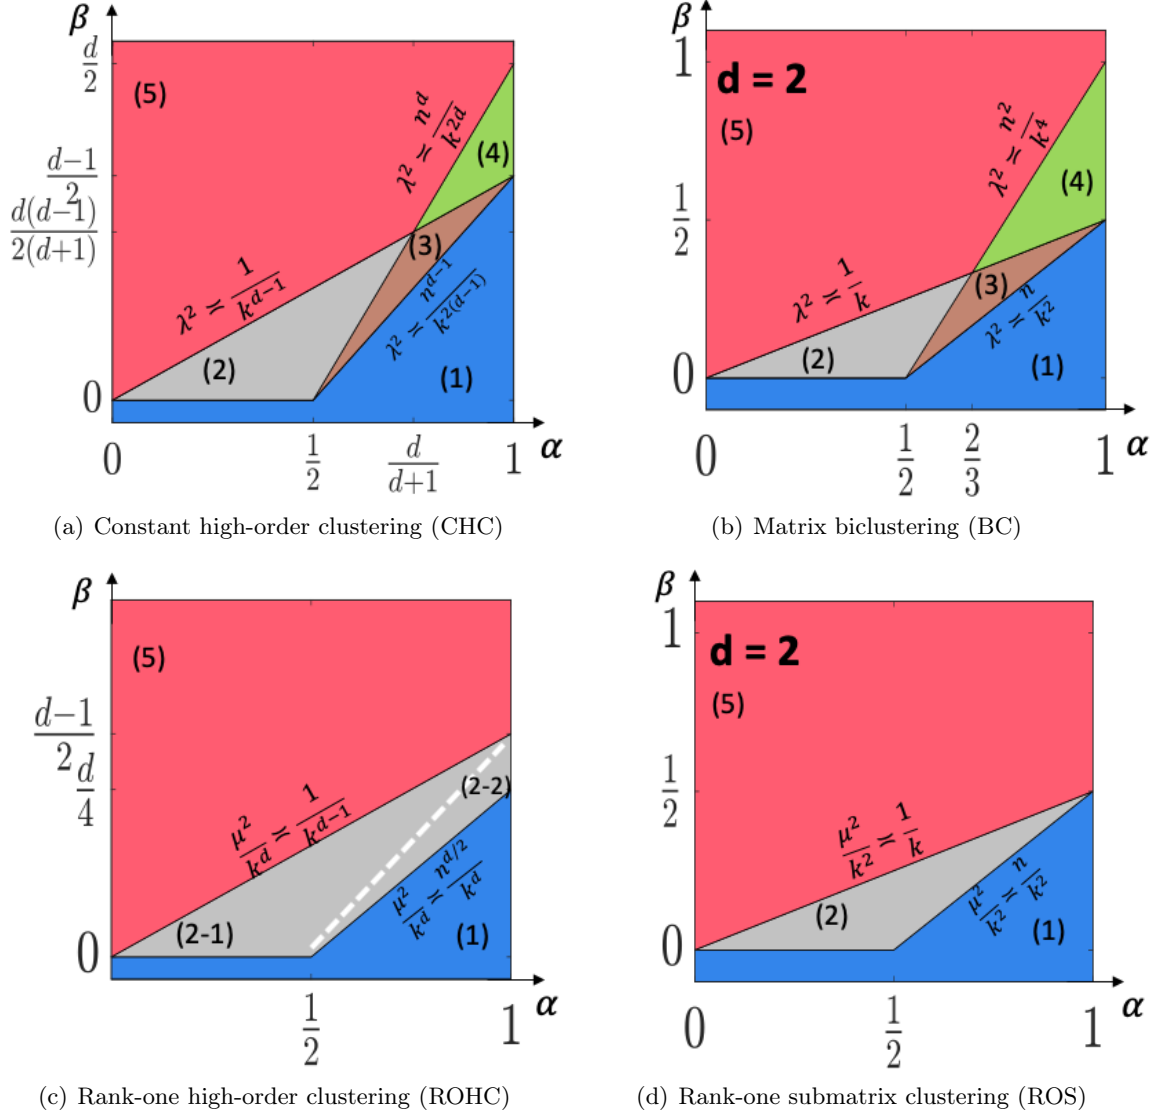 β
d/2
(5)
λ² ≍ n^d/k^{2d}
(4)
d−1/2
d(d−1)/2(d+1)
(3)
λ² ≍ 1/k^{d−1}
λ² ≍ n^{d−1}/k^{2(d−1)}
(2)
(1)
0
0 1/2 d/d+1 1 α
(a) Constant high-order clustering (CHC)
β
1
d = 2
(5)
λ² ≍ n²/k⁴
(4)
1/2
λ² ≍ 1/k
(3)
λ² ≍ n/k²
(2)
(1)
0
0 1/2 2/3 1 α
(b) Matrix biclustering (BC)
β
(5)
d−1/2
d/4
(2-2)
μ²/k^d ≍ 1/k^{d−1}
μ²/k^d ≍ n^{d/2}/k^d
(2-1)
(1)
0
1/2 1 α
(c) Rank-one high-order clustering (ROHC)
β
1
d = 2
(5)
1/2
μ²/k² ≍ 1/k
μ²/k² ≍ n/k²
(2)
(1)
0
0 1/2 1 α
(d) Rank-one submatrix clustering (ROS)